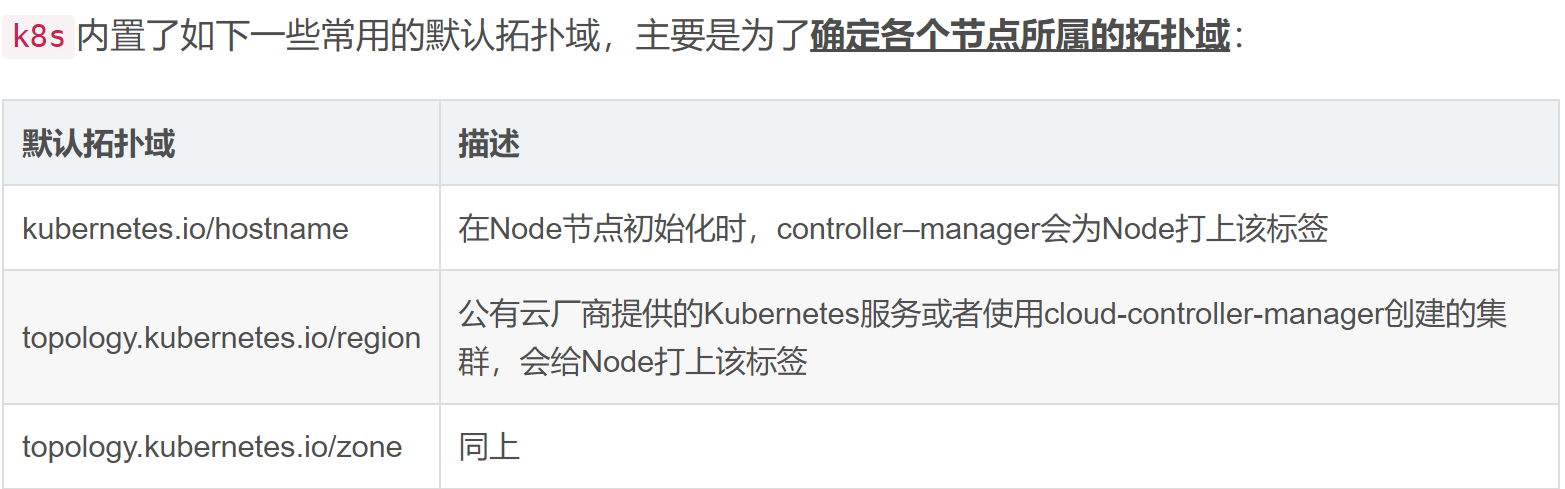 k8s内置了如下一些常用的默认拓扑域，主要是为了确定各个节点所属的拓扑域：
默认拓扑域 描述
kubernetes.io/hostname 在Node节点初始化时，controller–manager会为Node打上该标签
topology.kubernetes.io/region 公有云厂商提供的Kubernetes服务或者使用cloud-controller-manager创建的集
群，会给Node打上该标签
topology.kubernetes.io/zone 同上